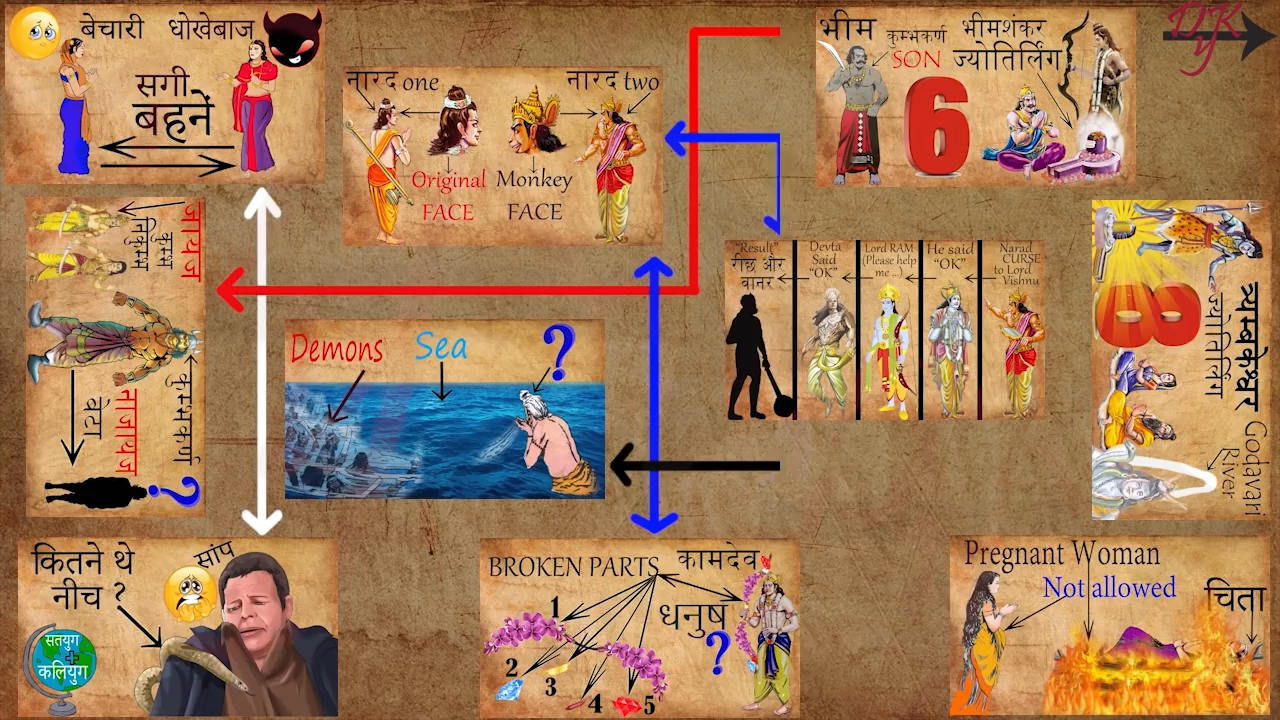 बेचारी धोखेबाज
सगी
बहनें
नारद one
नारद two
Original
FACE
Monkey
FACE
भीम
कुम्भकर्ण
SON
6
भीमशंकर
ज्योतिर्लिंग
DYK
जायज
कुम्भ
निकुम्भ
कुम्भकर्ण
नाजायज
बेटा
?
Demons
Sea
?
"Result"
रीछ और
वानर
Devta
Said
"OK"
Lord RAM
(Please help
me ...)
He said
"OK"
Narad
CURSE
to Lord
Vishnu
8
त्र्यम्बकेश्वर
ज्योतिर्लिंग
Godavari
River
कितने थे
नीच ?
सांप
सतयुग
+
कलियुग
BROKEN PARTS
कामदेव
धनुष
?
1
2
3
4
5
Pregnant Woman
Not allowed
चिता